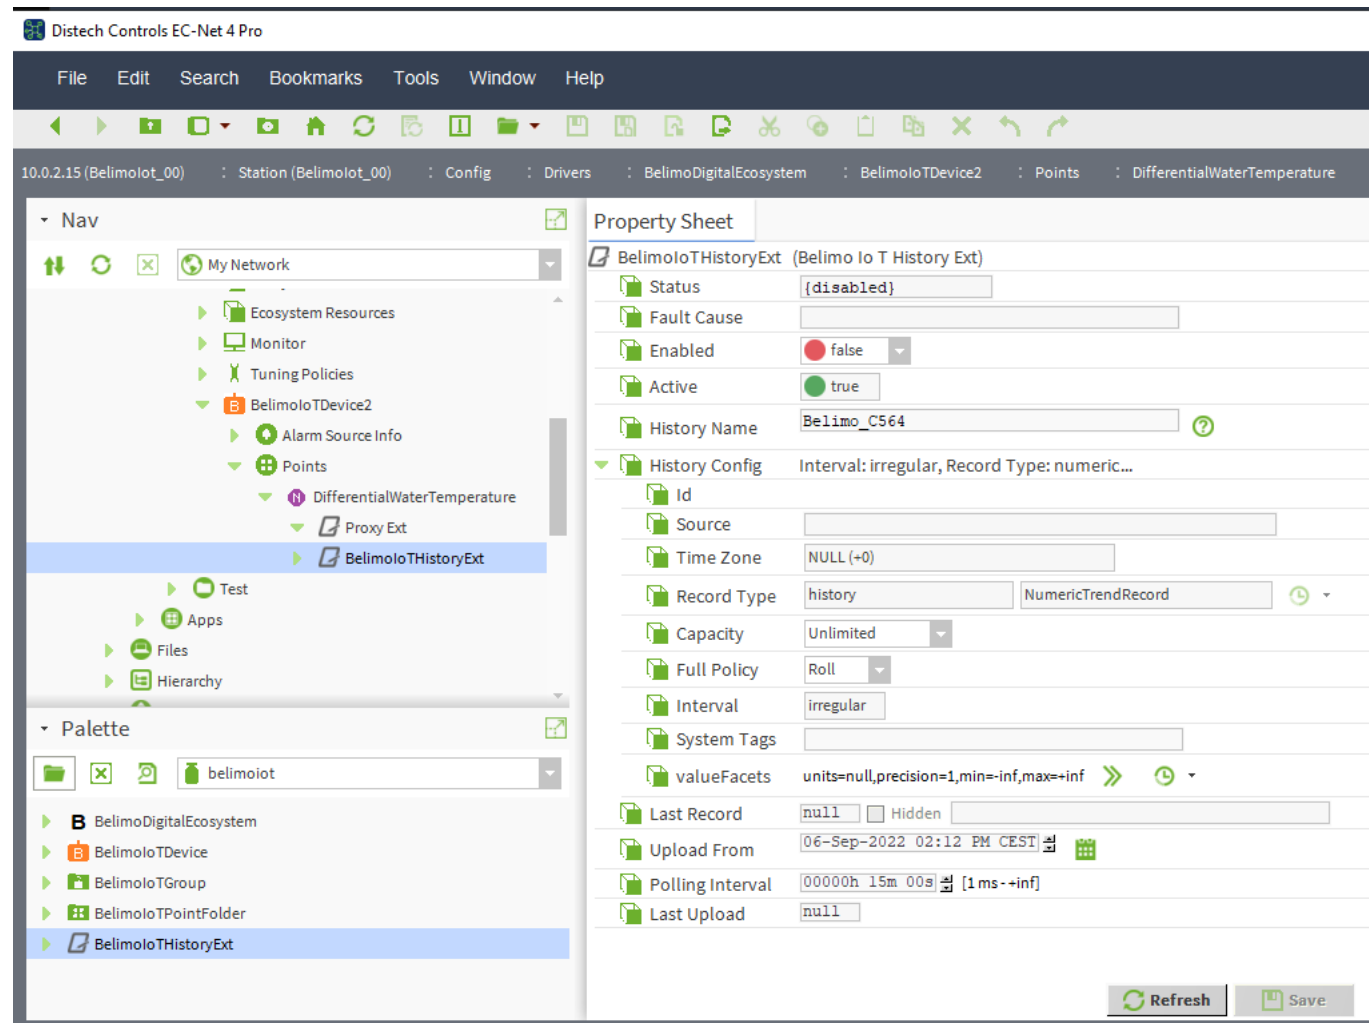 Distech Controls EC-Net 4 Pro
File Edit Search Bookmarks Tools Window Help
10.0.2.15 (BelimoIot_00) : Station (BelimoIot_00) : Config : Drivers : BelimoDigitalEcosystem : BelimoIoTDevice2 : Points : DifferentialWaterTemperature
Nav
My Network
Ecosystem Resources
Monitor
Tuning Policies
B BelimoIoTDevice2
Alarm Source Info
Points
N DifferentialWaterTemperature
Proxy Ext
BelimoIoTHistoryExt
Test
Apps
Files
Hierarchy
Palette
belimoiot
B BelimoDigitalEcosystem
B BelimoIoTDevice
BelimoIoTGroup
BelimoIoTPointFolder
BelimoIoTHistoryExt
Property Sheet
BelimoIoTHistoryExt (Belimo Io T History Ext)
Status {disabled}
Fault Cause
Enabled false
Active true
History Name Belimo_C564
History Config Interval: irregular, Record Type: numeric...
Id
Source
Time Zone NULL (+0)
Record Type history NumericTrendRecord
Capacity Unlimited
Full Policy Roll
Interval irregular
System Tags
valueFacets units=null,precision=1,min=-inf,max=+inf
Last Record null Hidden
Upload From 06-Sep-2022 02:12 PM CEST
Polling Interval 00000h 15m 00s [1 ms - +inf]
Last Upload null
Refresh Save